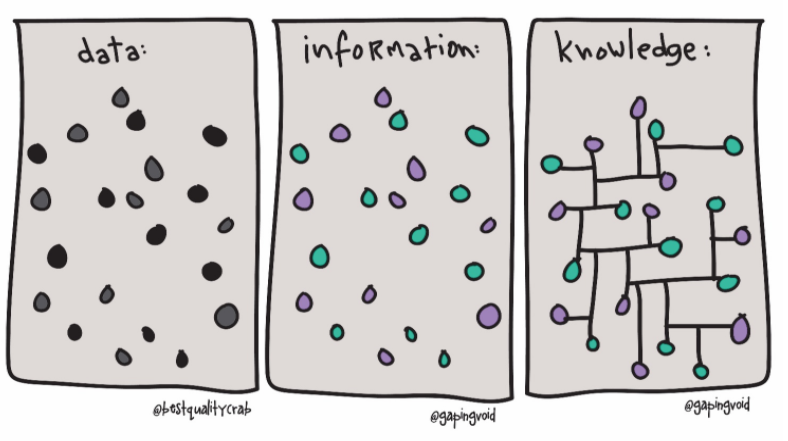 data:
information:
knowledge:
@bestqualitycrab
@gapingvoid
@gapingvoid